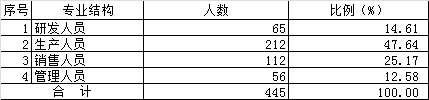 序号 专业结构 人数 比例（%）
1 研发人员 65 14.61
2 生产人员 212 47.64
3 销售人员 112 25.17
4 管理人员 56 12.58
合 计 445 100.00